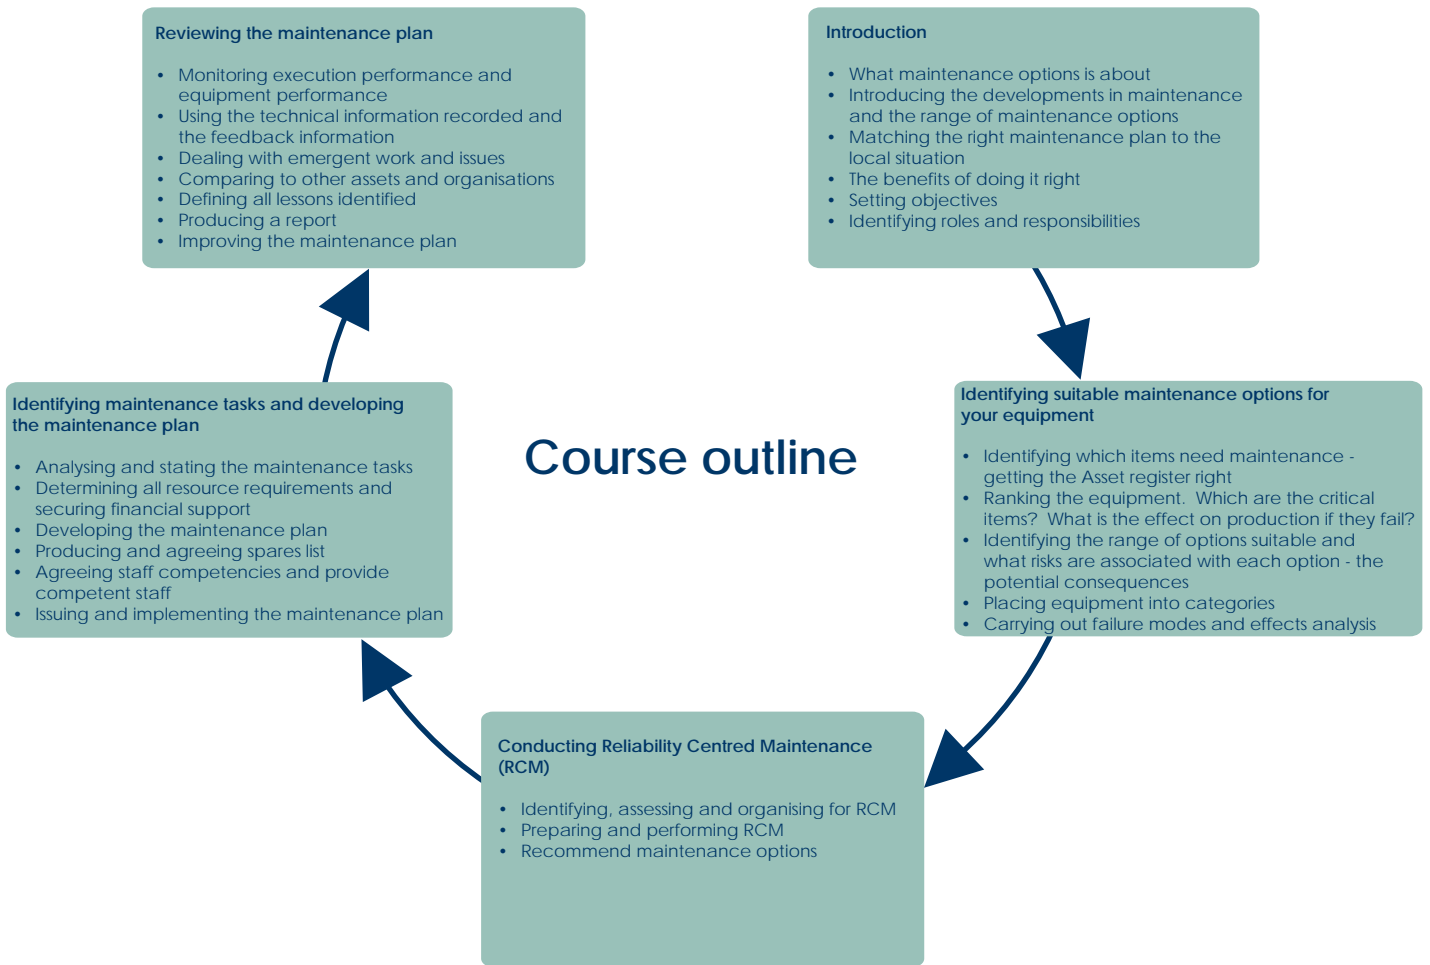 Reviewing the maintenance plan
• Monitoring execution performance and
equipment performance
• Using the technical information recorded and
the feedback information
• Dealing with emergent work and issues
• Comparing to other assets and organisations
• Defining all lessons identified
• Producing a report
• Improving the maintenance plan
Introduction
• What maintenance options is about
• Introducing the developments in maintenance
and the range of maintenance options
• Matching the right maintenance plan to the
local situation
• The benefits of doing it right
• Setting objectives
• Identifying roles and responsibilities
Identifying maintenance tasks and developing
the maintenance plan
• Analysing and stating the maintenance tasks
• Determining all resource requirements and
securing financial support
• Developing the maintenance plan
• Producing and agreeing spares list
• Agreeing staff competencies and provide
competent staff
• Issuing and implementing the maintenance plan
Course outline
Identifying suitable maintenance options for
your equipment
• Identifying which items need maintenance -
getting the Asset register right
• Ranking the equipment.  Which are the critical
items?  What is the effect on production if they fail?
• Identifying the range of options suitable and
what risks are associated with each option - the
potential consequences
• Placing equipment into categories
• Carrying out failure modes and effects analysis
Conducting Reliability Centred Maintenance
(RCM)
• Identifying, assessing and organising for RCM
• Preparing and performing RCM
• Recommend maintenance options